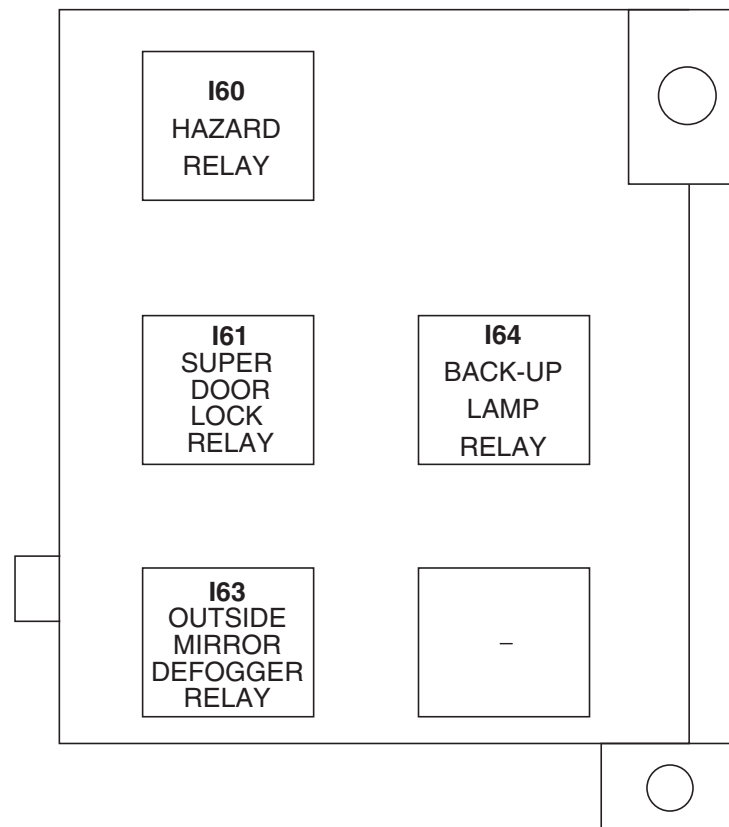 I60
HAZARD
RELAY
I61
SUPER
DOOR
LOCK
RELAY
I64
BACK-UP
LAMP
RELAY
I63
OUTSIDE
MIRROR
DEFOGGER
RELAY
–